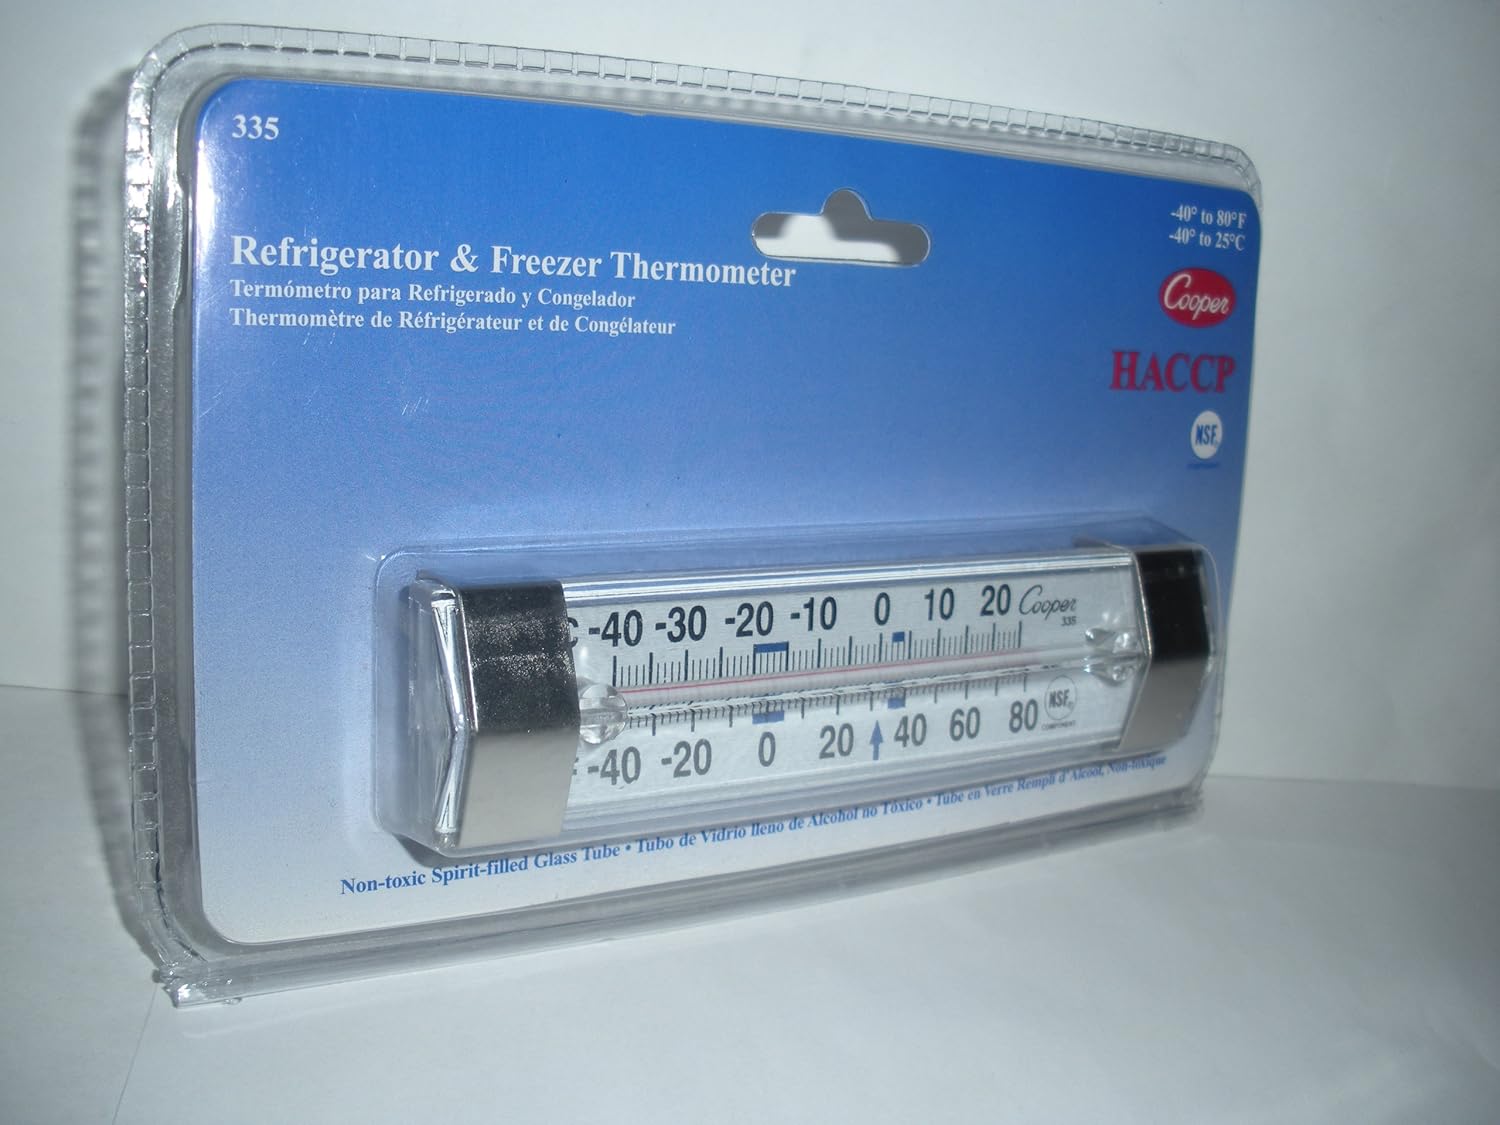 335
-40° to 80°F
-40° to 25°C
Refrigerator & Freezer Thermometer
Termómetro para Refrigerado y Congelador
Thermomètre de Réfrigérateur et de Congélateur
Cooper
HACCP
NSF
COMPONENT
C -40 -30 -20 -10 0 10 20 Cooper
335
-40 -20 0 20 40 60 80 NSF
COMPONENT
Non-toxic Spirit-filled Glass Tube • Tubo de Vidrio lleno de Alcohol no Tóxico • Tube en Verre Rempli d'Alcool, Non-toxique